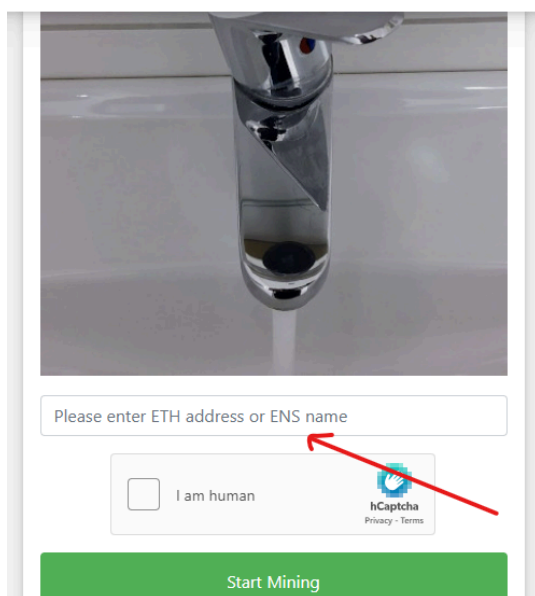 Please enter ETH address or ENS name
I am human
hCaptcha
Privacy - Terms
Start Mining